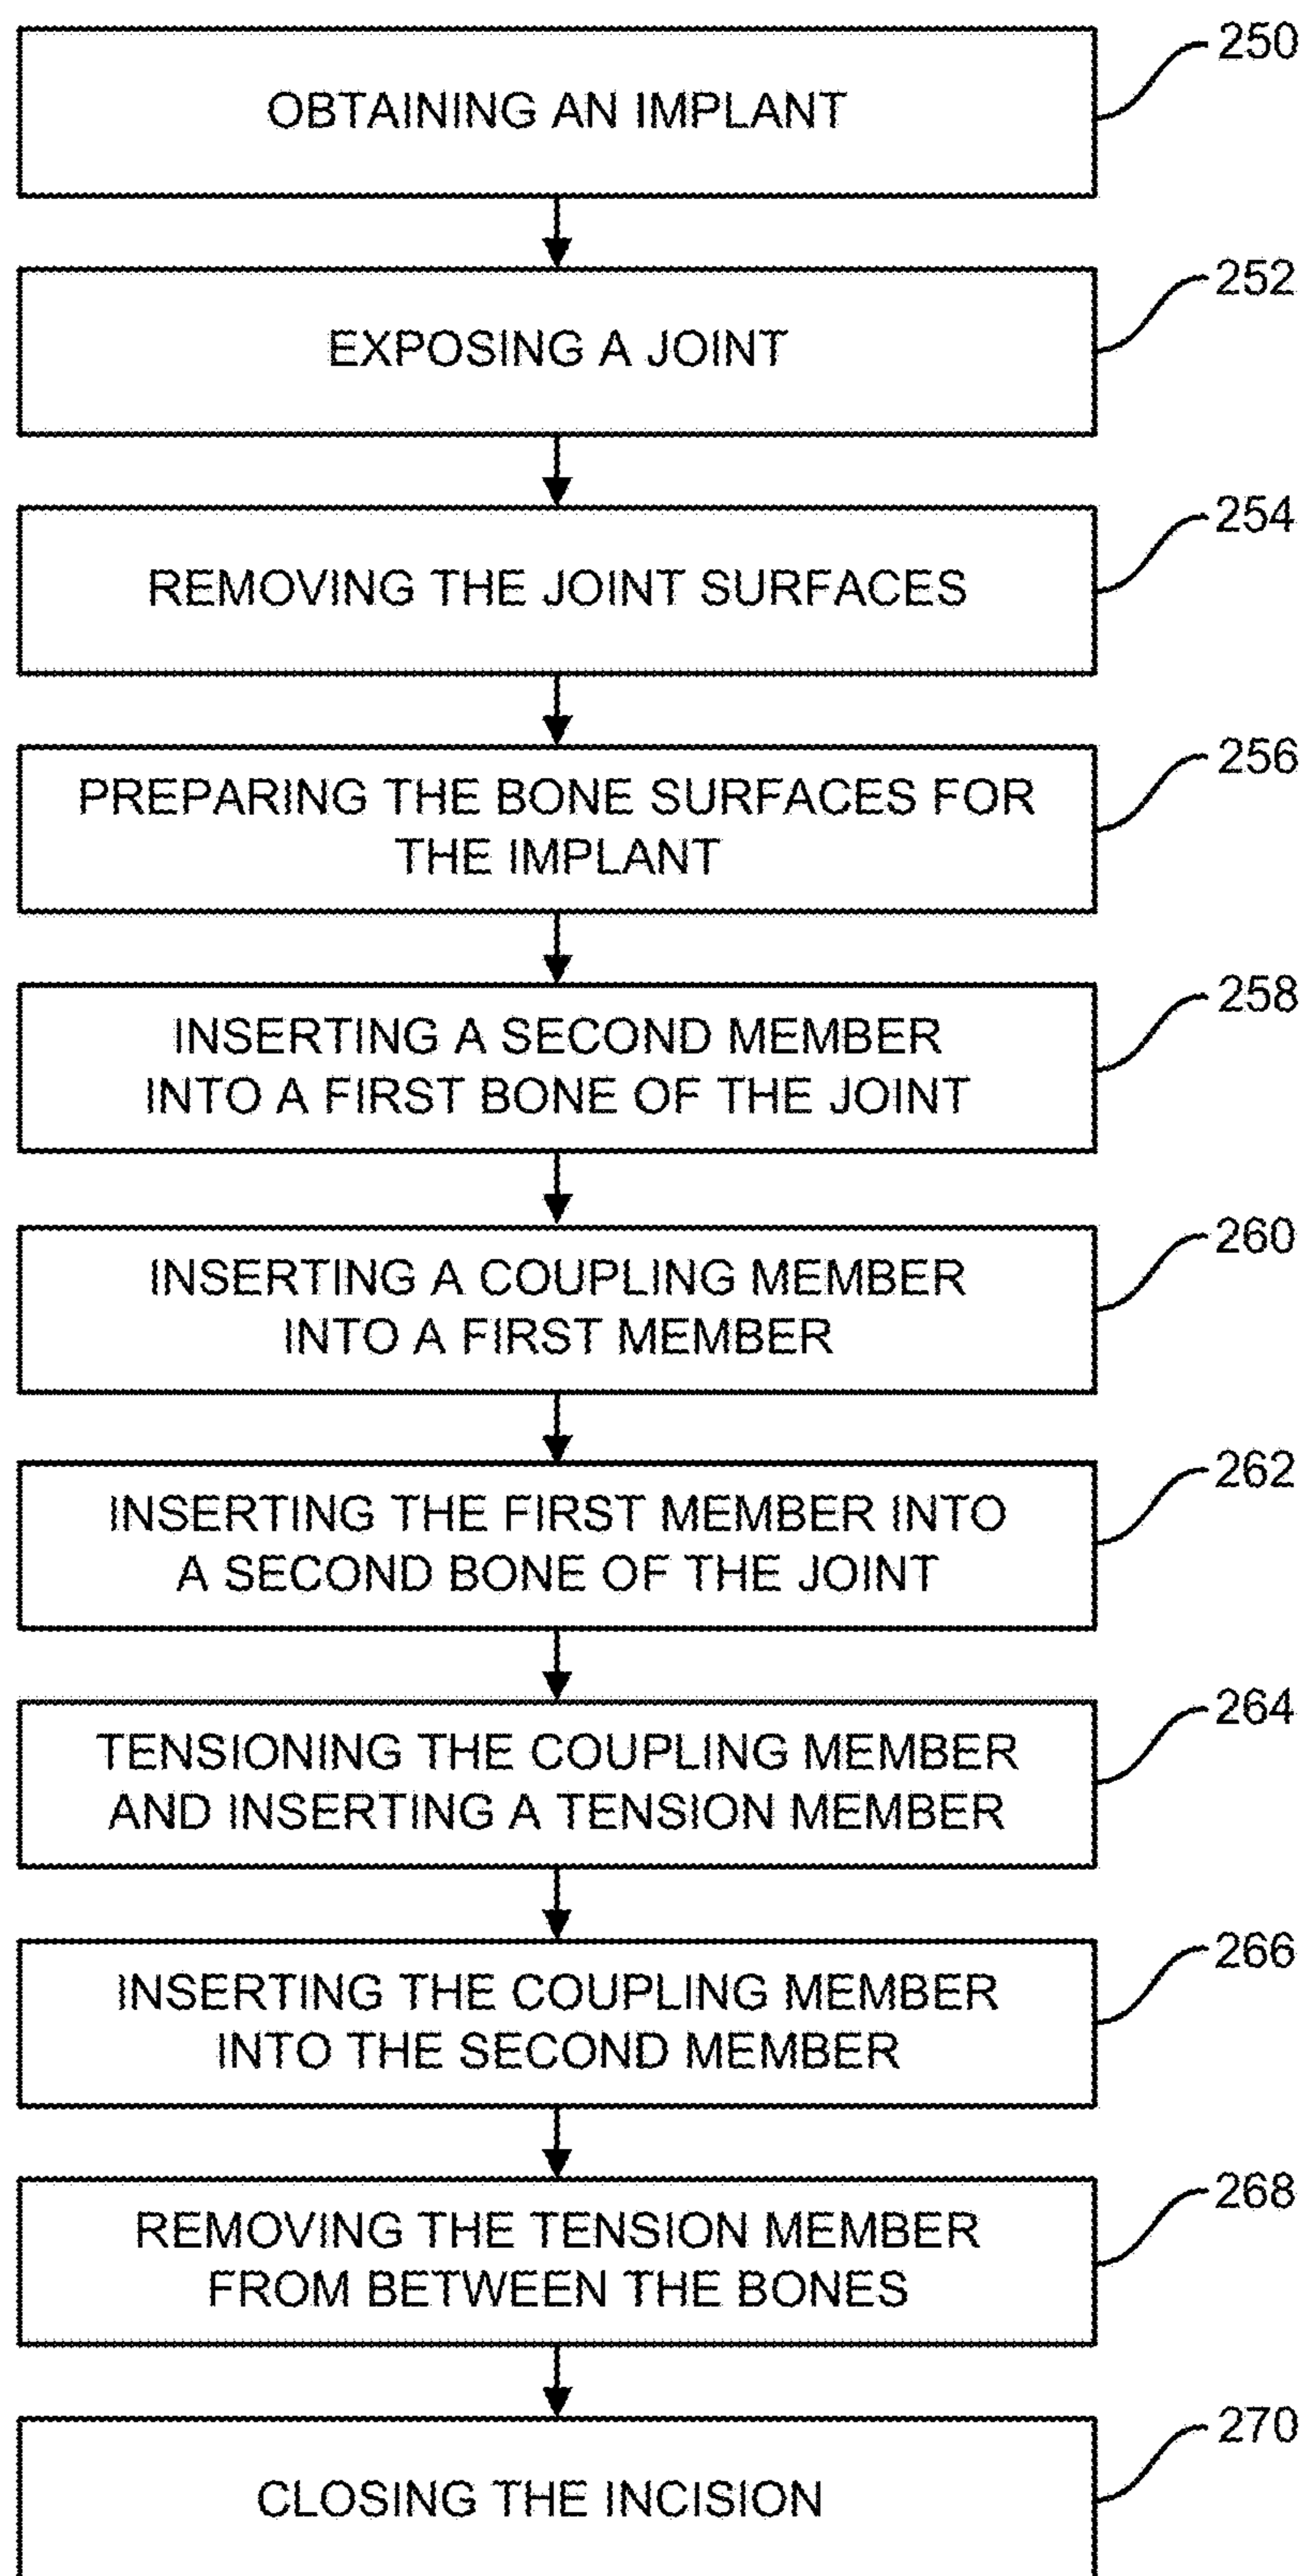 250
OBTAINING AN IMPLANT
252
EXPOSING A JOINT
254
REMOVING THE JOINT SURFACES
256
PREPARING THE BONE SURFACES FOR
THE IMPLANT
258
INSERTING A SECOND MEMBER
INTO A FIRST BONE OF THE JOINT
260
INSERTING A COUPLING MEMBER
INTO A FIRST MEMBER
262
INSERTING THE FIRST MEMBER INTO
A SECOND BONE OF THE JOINT
264
TENSIONING THE COUPLING MEMBER
AND INSERTING A TENSION MEMBER
266
INSERTING THE COUPLING MEMBER
INTO THE SECOND MEMBER
268
REMOVING THE TENSION MEMBER
FROM BETWEEN THE BONES
270
CLOSING THE INCISION